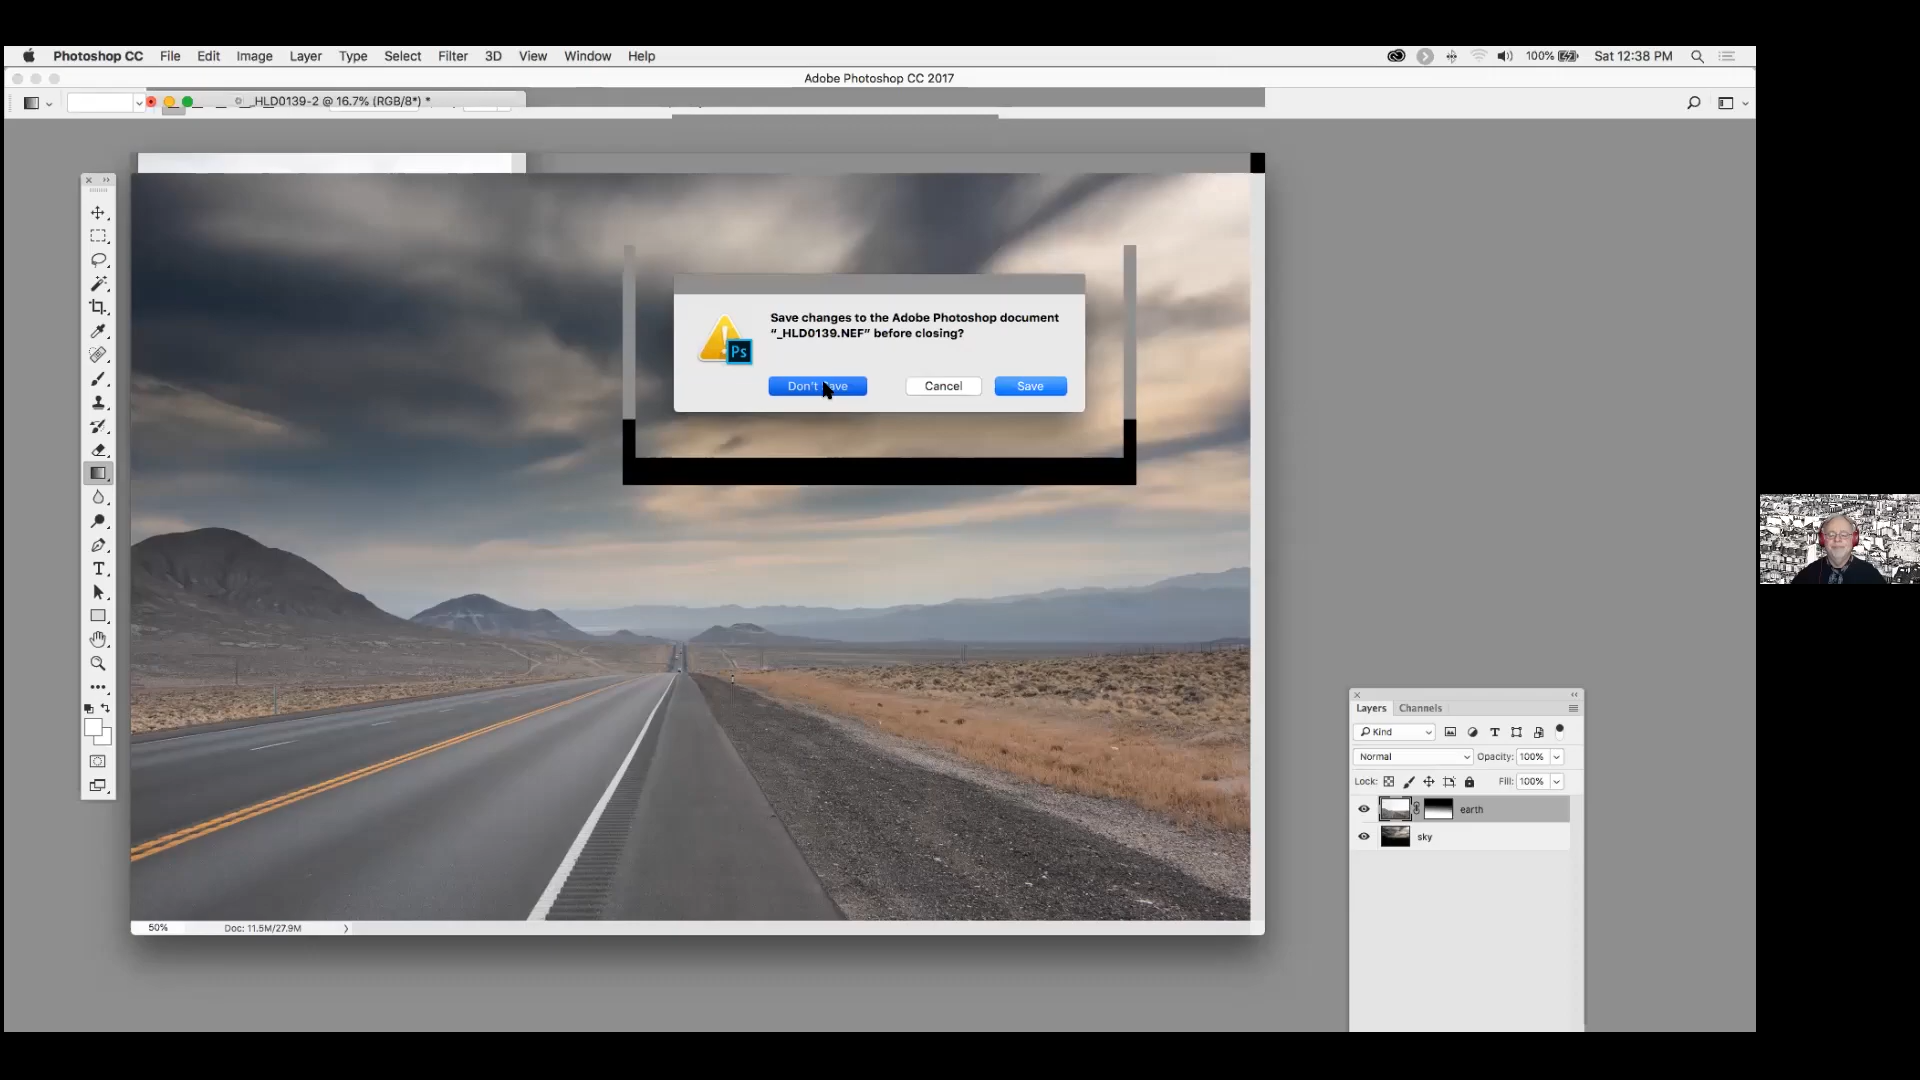 Photoshop CC File Edit Image Layer Type Select Filter 3D View Window Help 100% Sat 12:38 PM
Adobe Photoshop CC 2017
_HLD0139-2 @ 16.7% (RGB/8*) *
Save changes to the Adobe Photoshop document
“_HLD0139.NEF” before closing?
Ps
Don't Cancel Save
T
50% Doc: 11.5M/27.9M
Layers Channels
Kind T
Normal Opacity: 100%
Lock: Fill: 100%
earth
sky